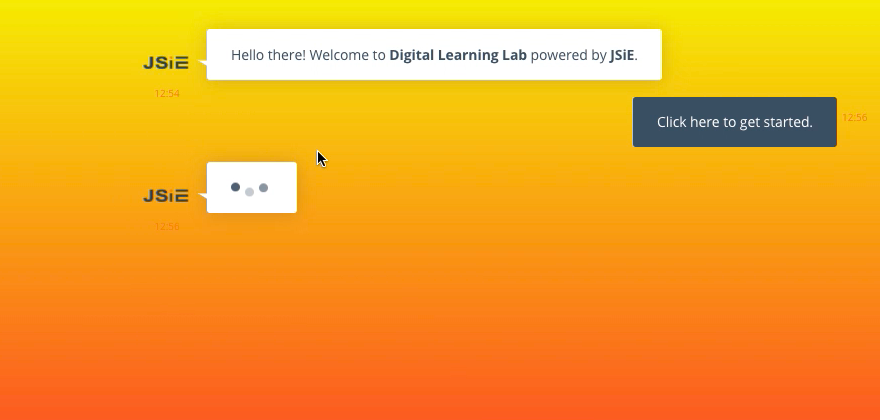 Hello there! Welcome to Digital Learning Lab powered by JSiE.
JSiE
12:54
Click here to get started.
12:56
JSiE
12:56